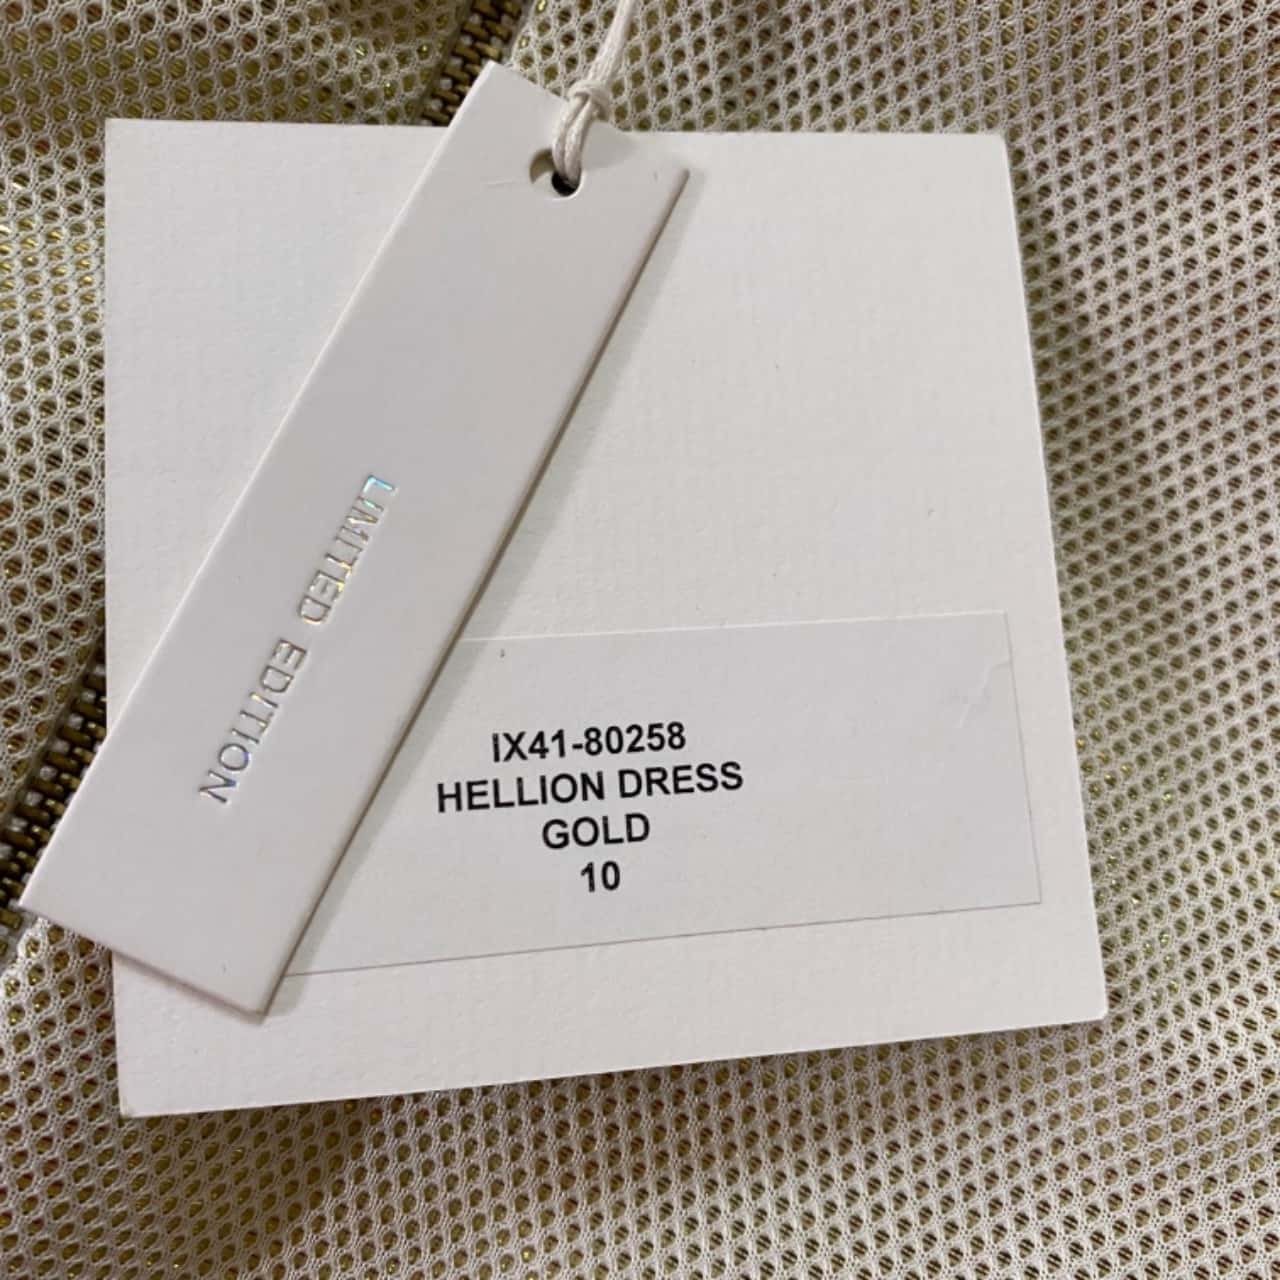 LIMITED EDITION
IX41-80258
HELLION DRESS
GOLD
10